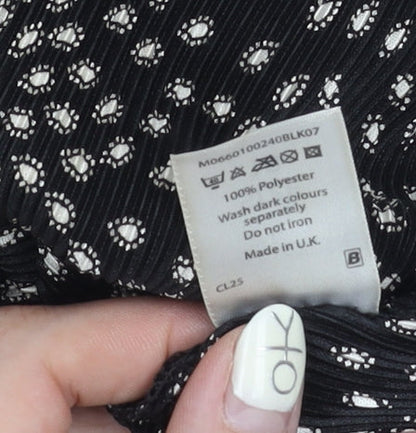 M0660100240BLK07
100% Polyester
Wash dark colours
separately
Do not iron
Made in U.K.
B
CL25